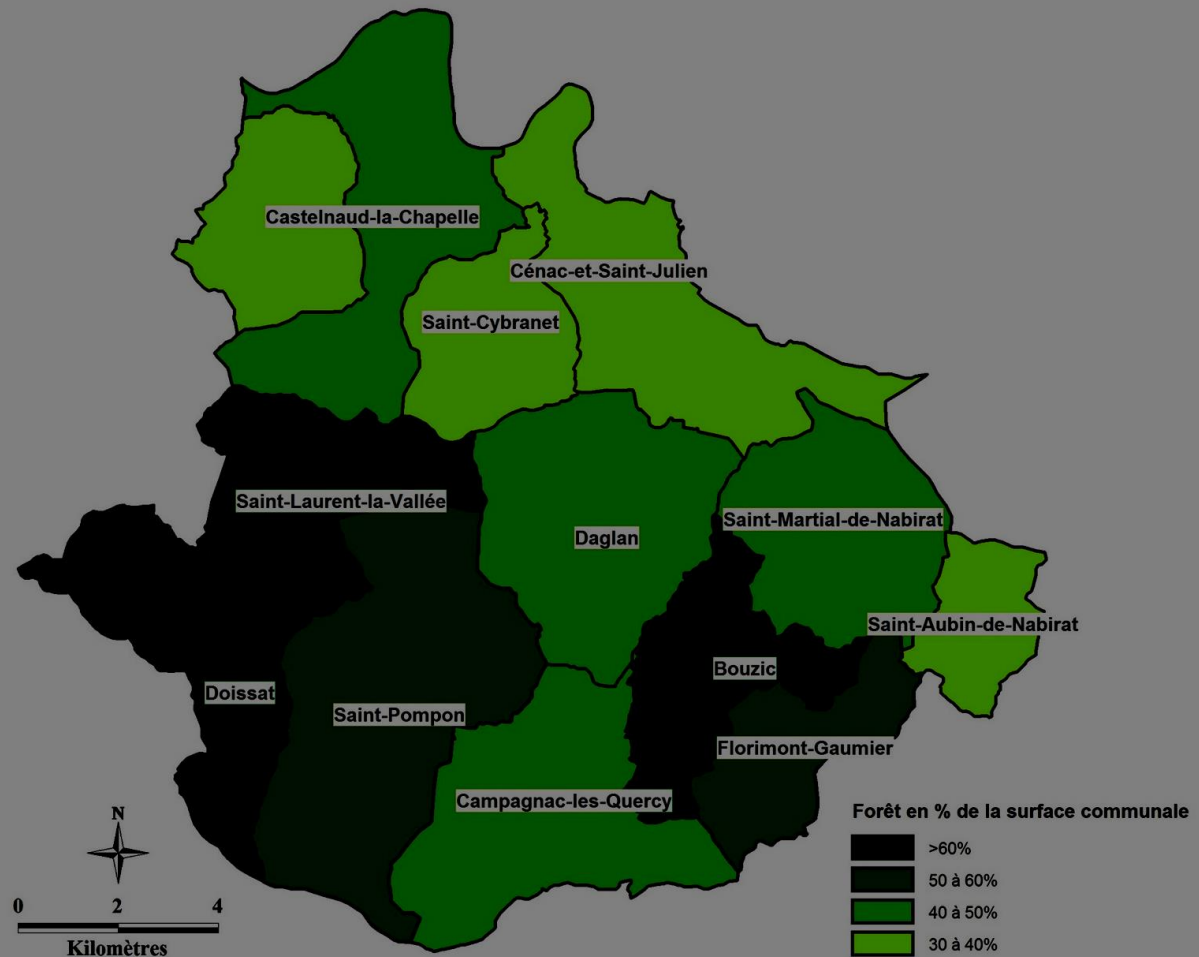 Castelnaud-la-Chapelle
Cénac-et-Saint-Julien
Saint-Cybranet
Saint-Laurent-la-Vallée
Saint-Martial-de-Nabirat
Daglan
Saint-Aubin-de-Nabirat
Bouzic
Doissat
Saint-Pompon
Florimont-Gaumier
Campagnac-les-Quercy
N
0 2 4
Kilomètres
Forêt en % de la surface communale
>60%
50 à 60%
40 à 50%
30 à 40%